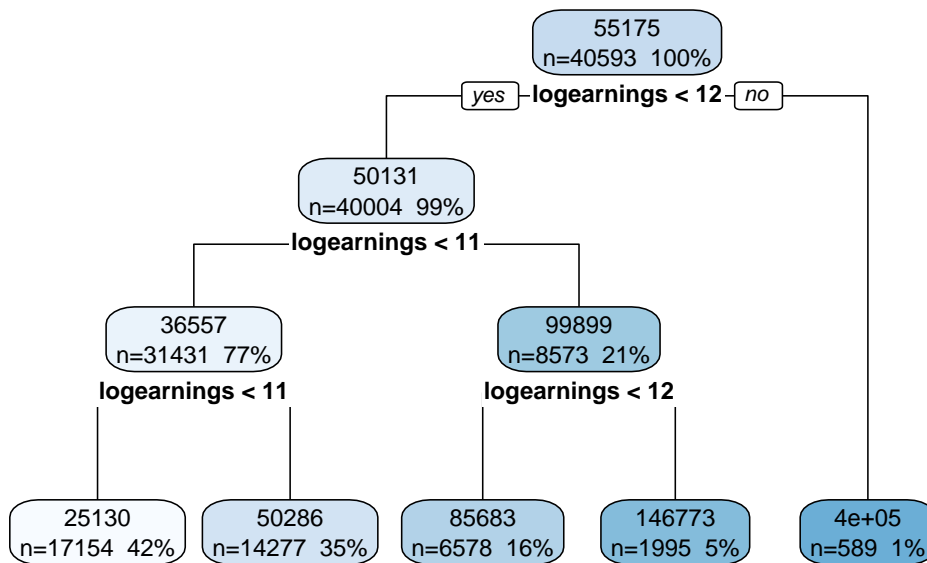 55175
n=40593 100%
yes logearnings < 12 no
50131
n=40004 99%
logearnings < 11
36557
n=31431 77%
99899
n=8573 21%
logearnings < 11
logearnings < 12
25130
n=17154 42%
50286
n=14277 35%
85683
n=6578 16%
146773
n=1995 5%
4e+05
n=589 1%